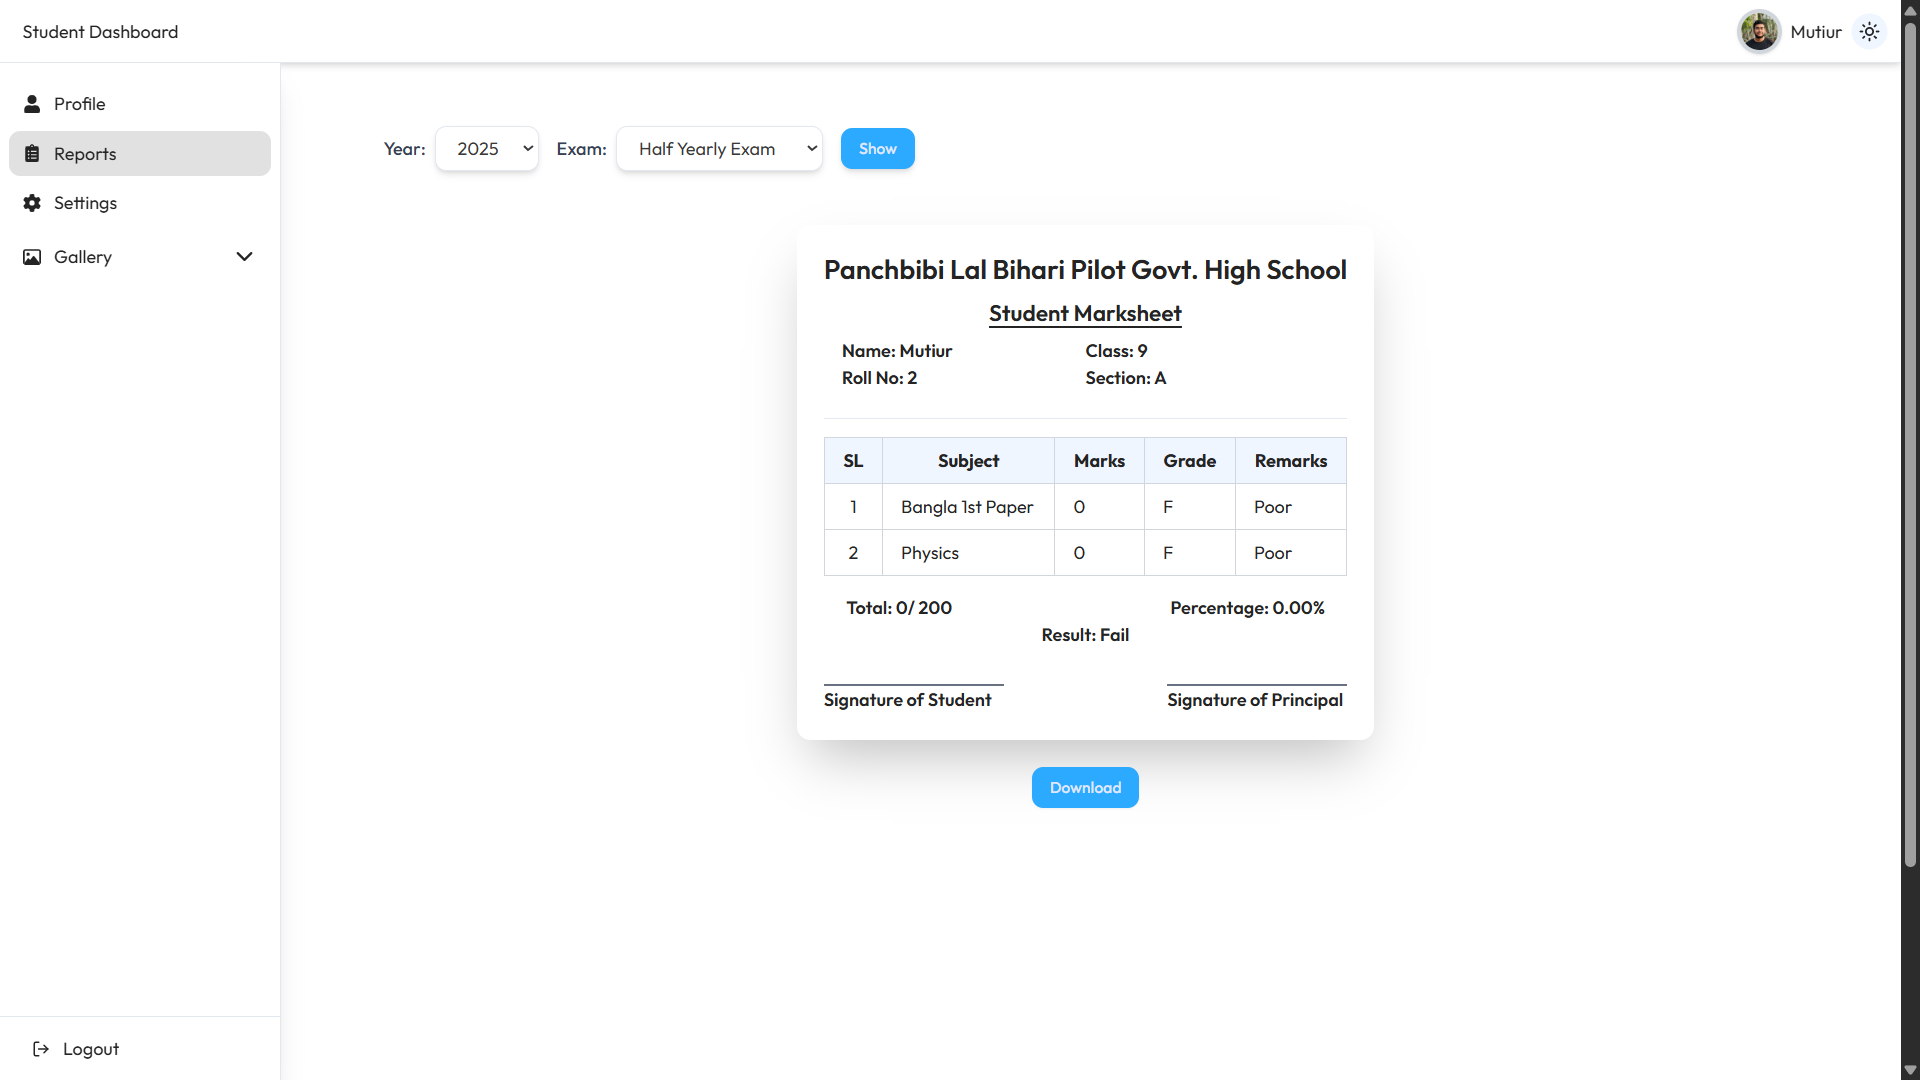 Student Dashboard
Mutiur
Profile
Reports
Settings
Gallery
Logout
Year: 2025 Exam: Half Yearly Exam Show
Panchbibi Lal Bihari Pilot Govt. High School
Student Marksheet
Name: Mutiur Class: 9
Roll No: 2 Section: A
SL Subject Marks Grade Remarks
1 Bangla 1st Paper 0 F Poor
2 Physics 0 F Poor
Total: 0/ 200 Percentage: 0.00%
Result: Fail
Signature of Student Signature of Principal
Download